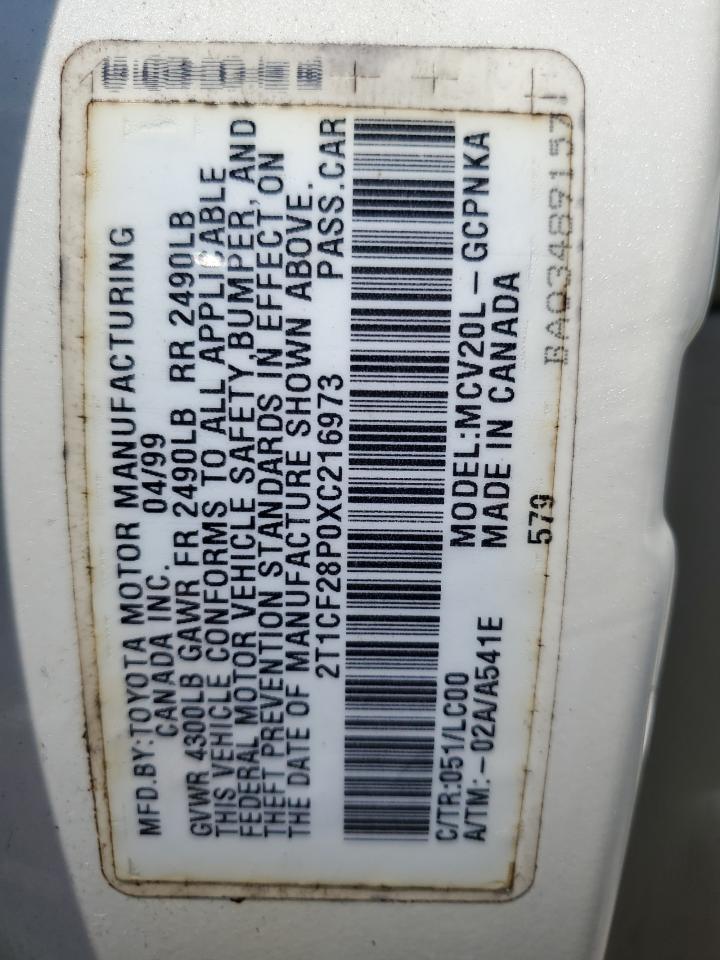 MFD.BY:TOYOTA MOTOR MANUFACTURING
CANADA INC. 04/99
GVWR 4300LB GAWR FR 2490LB RR 2490LB
THIS VEHICLE CONFORMS TO ALL APPLICABLE
FEDERAL MOTOR VEHICLE SAFETY,BUMPER, AND
THEFT PREVENTION STANDARDS IN EFFECT ON
THE DATE OF MANUFACTURE SHOWN ABOVE.
2T1CF28P0XC216973 PASS.CAR
C/TR:051/LC00 MODEL:MCV20L-GCPNKA
A/TM:-02A/A541E MADE IN CANADA
579